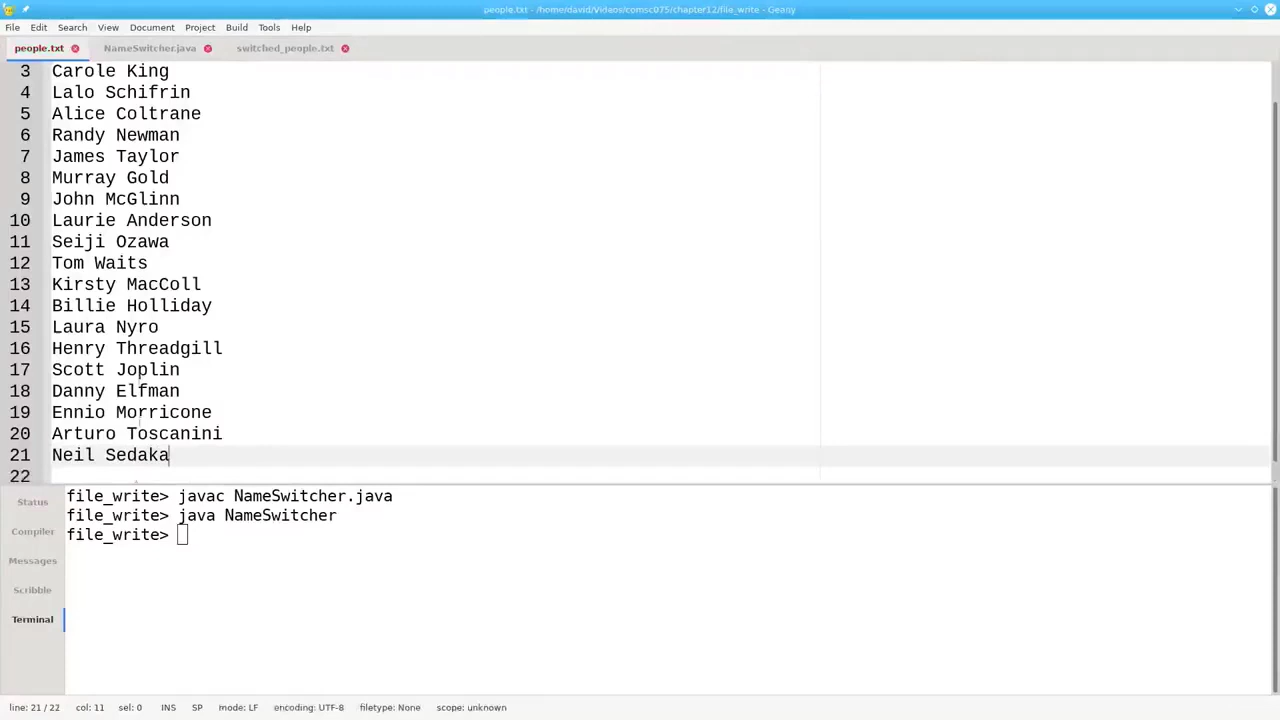 people.txt - /home/david/Videos/comsc075/chapter12/file_write - Geany
File Edit Search View Document Project Build Tools Help
people.txt NameSwitcher.java switched_people.txt
3 Carole King
4 Lalo Schifrin
5 Alice Coltrane
6 Randy Newman
7 James Taylor
8 Murray Gold
9 John McGlinn
10 Laurie Anderson
11 Seiji Ozawa
12 Tom Waits
13 Kirsty MacColl
14 Billie Holliday
15 Laura Nyro
16 Henry Threadgill
17 Scott Joplin
18 Danny Elfman
19 Ennio Morricone
20 Arturo Toscanini
21 Neil Sedaka
22
Status
Compiler
Messages
Scribble
Terminal
file_write> javac NameSwitcher.java
file_write> java NameSwitcher
file_write>
line: 21 / 22 col: 11 sel: 0 INS SP mode: LF encoding: UTF-8 filetype: None scope: unknown